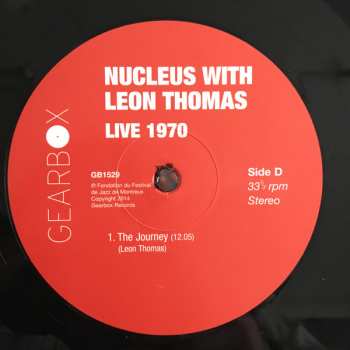 NUCLEUS WITH
LEON THOMAS
LIVE 1970
GEARBOX
GB1529
℗ Fondation du Festival
de Jazz de Montreux
Copyright 2014
Gearbox Records
Side D
33⅓ rpm
Stereo
1. The Journey (12.05)
(Leon Thomas)